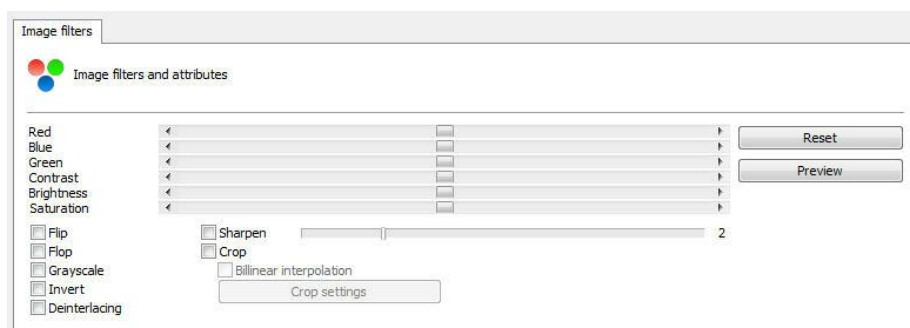 Image filters
Image filters and attributes
Red
Blue
Green
Contrast
Brightness
Saturation
Reset
Preview
Flip
Flop
Grayscale
Invert
Deinterlacing
Sharpen
2
Crop
Billinear interpolation
Crop settings